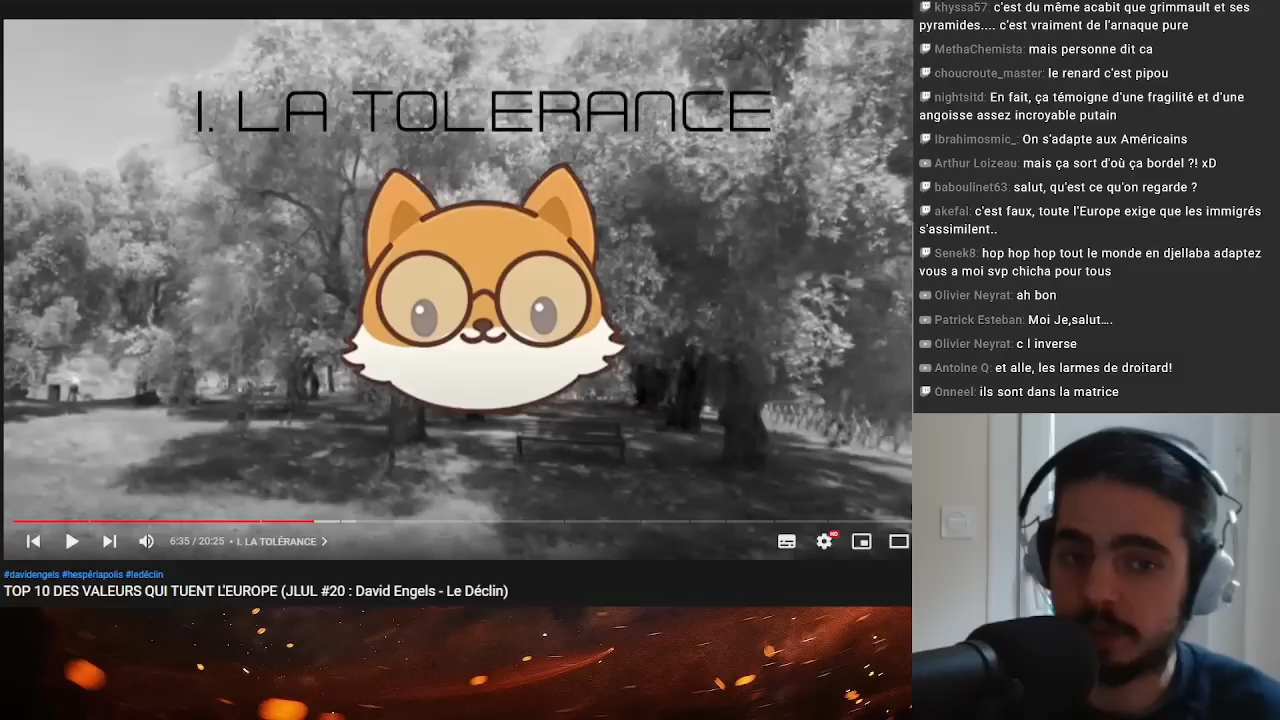 I. LA TOLERANCE
6:35 / 20:25 • I. LA TOLÉRANCE
HD
#davidengels #hespériapolis #ledéclin
TOP 10 DES VALEURS QUI TUENT L'EUROPE (JLUL #20 : David Engels - Le Déclin)
khyssa57: c'est du même acabit que grimmault et ses
pyramides.... c'est vraiment de l'arnaque pure
MethaChemista: mais personne dit ca
choucroute_master: le renard c'est pipou
nightsitd: En fait, ça témoigne d'une fragilité et d'une
angoisse assez incroyable putain
Ibrahimosmic_: On s'adapte aux Américains
Arthur Loizeau: mais ça sort d'où ça bordel ?! xD
baboulinet63: salut, qu'est ce qu'on regarde ?
akefal: c'est faux, toute l'Europe exige que les immigrés
s'assimilent..
Senek8: hop hop hop tout le monde en djellaba adaptez
vous a moi svp chicha pour tous
Olivier Neyrat: ah bon
Patrick Esteban: Moi Je,salut....
Olivier Neyrat: c l inverse
Antoine Q: et alle, les larmes de droitard!
Onneel: ils sont dans la matrice